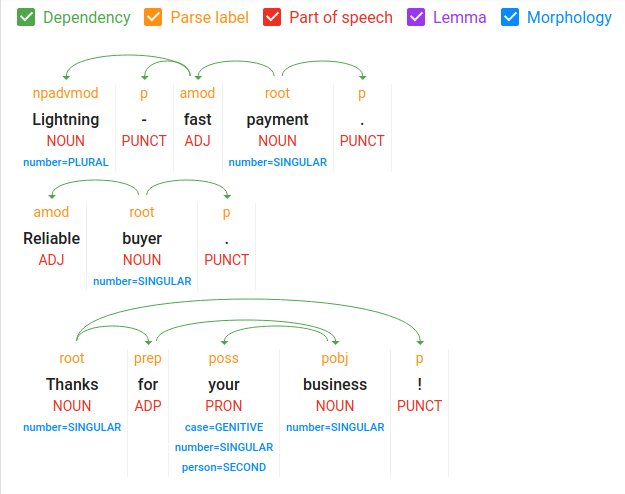 Dependency Parse label Part of speech Lemma Morphology
npadvmod p amod root p
Lightning - fast payment .
NOUN PUNCT ADJ NOUN PUNCT
number=PLURAL number=SINGULAR
amod root p
Reliable buyer .
ADJ NOUN PUNCT
number=SINGULAR
root prep poss pobj p
Thanks for your business !
NOUN ADP PRON NOUN PUNCT
number=SINGULAR case=GENITIVE number=SINGULAR
number=SINGULAR
person=SECOND